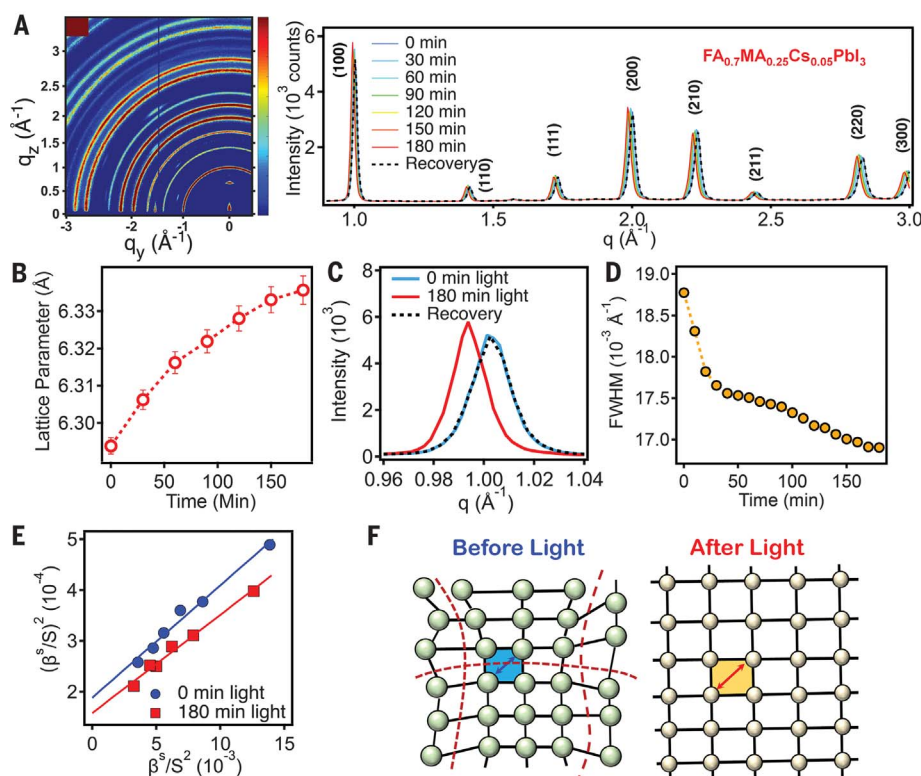 A
q_z (Å⁻¹)
3
2.5
2
1.5
1
0.5
0
-3 -2 -1 0
q_y (Å⁻¹)
Intensity (10³ counts)
6
4
2
0 min
30 min
60 min
90 min
120 min
150 min
180 min
Recovery
FA₀.₇MA₀.₂₅Cs₀.₀₅PbI₃
(100)
(110)
(111)
(200)
(210)
(211)
(220)
(300)
1.0 1.5 2.0 2.5 3.0
q (Å⁻¹)
B
Lattice Parameter (Å)
6.33
6.32
6.31
6.30
0 50 100 150
Time (Min)
C
Intensity (10³)
8
6
4
2
0
0 min light
180 min light
Recovery
0.96 0.98 1.00 1.02 1.04
q (Å⁻¹)
D
FWHM (10⁻³ Å⁻¹)
19.0
18.0
17.5
17.0
0 50 100 150
Time (min)
E
(βˢ/S)² (10⁻⁴)
5
4
3
2
0 min light
180 min light
0 5 10 15
βˢ/S² (10⁻³)
F
Before Light
After Light